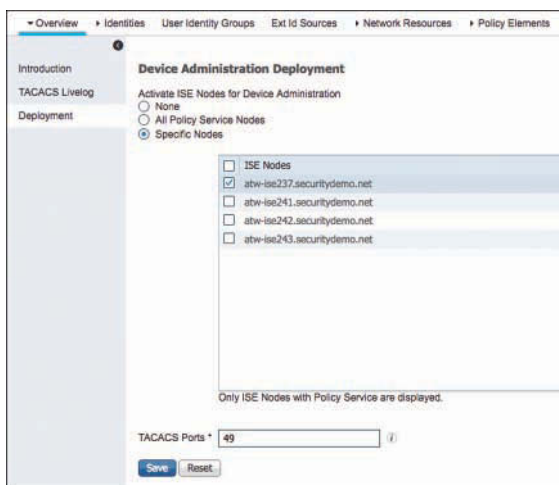 Overview Identities User Identity Groups Ext Id Sources Network Resources Policy Elements
Introduction
TACACS Livelog
Deployment
Device Administration Deployment
Activate ISE Nodes for Device Administration
None
All Policy Service Nodes
Specific Nodes
ISE Nodes
atw-ise237.securitydemo.net
atw-ise241.securitydemo.net
atw-ise242.securitydemo.net
atw-ise243.securitydemo.net
Only ISE Nodes with Policy Service are displayed.
TACACS Ports * 49
Save Reset